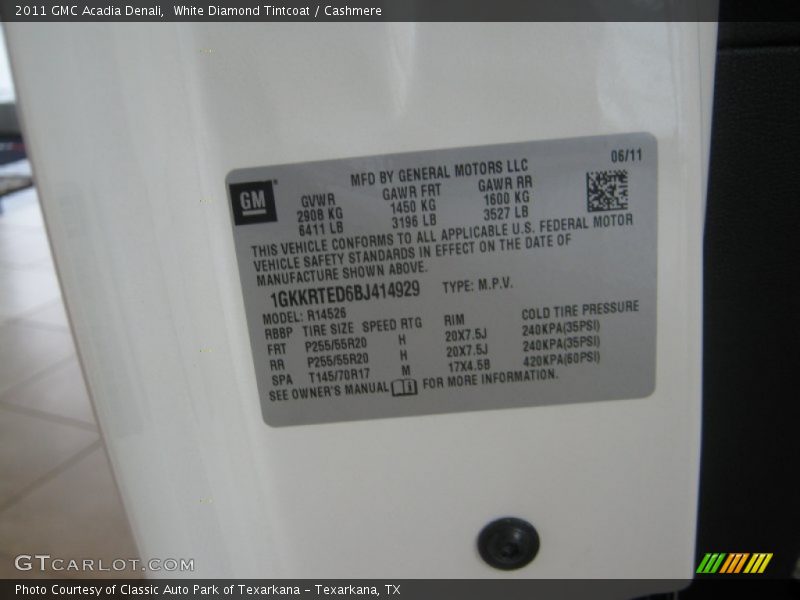 2011 GMC Acadia Denali,  White Diamond Tintcoat / Cashmere
06/11
MFD BY GENERAL MOTORS LLC
GM
GVWR GAWR FRT GAWR RR
2908 KG 1450 KG 1600 KG
6411 LB 3196 LB 3527 LB
THIS VEHICLE CONFORMS TO ALL APPLICABLE U.S. FEDERAL MOTOR
VEHICLE SAFETY STANDARDS IN EFFECT ON THE DATE OF
MANUFACTURE SHOWN ABOVE.
1GKKRTED6BJ414929 TYPE: M.P.V.
MODEL: R14526
RBBP TIRE SIZE SPEED RTG RIM COLD TIRE PRESSURE
FRT P255/55R20 H 20X7.5J 240KPA(35PSI)
RR P255/55R20 H 20X7.5J 240KPA(35PSI)
SPA T145/70R17 M 17X4.5B 420KPA(60PSI)
SEE OWNER'S MANUAL FOR MORE INFORMATION.
GTCARLOT.COM
Photo Courtesy of Classic Auto Park of Texarkana - Texarkana, TX